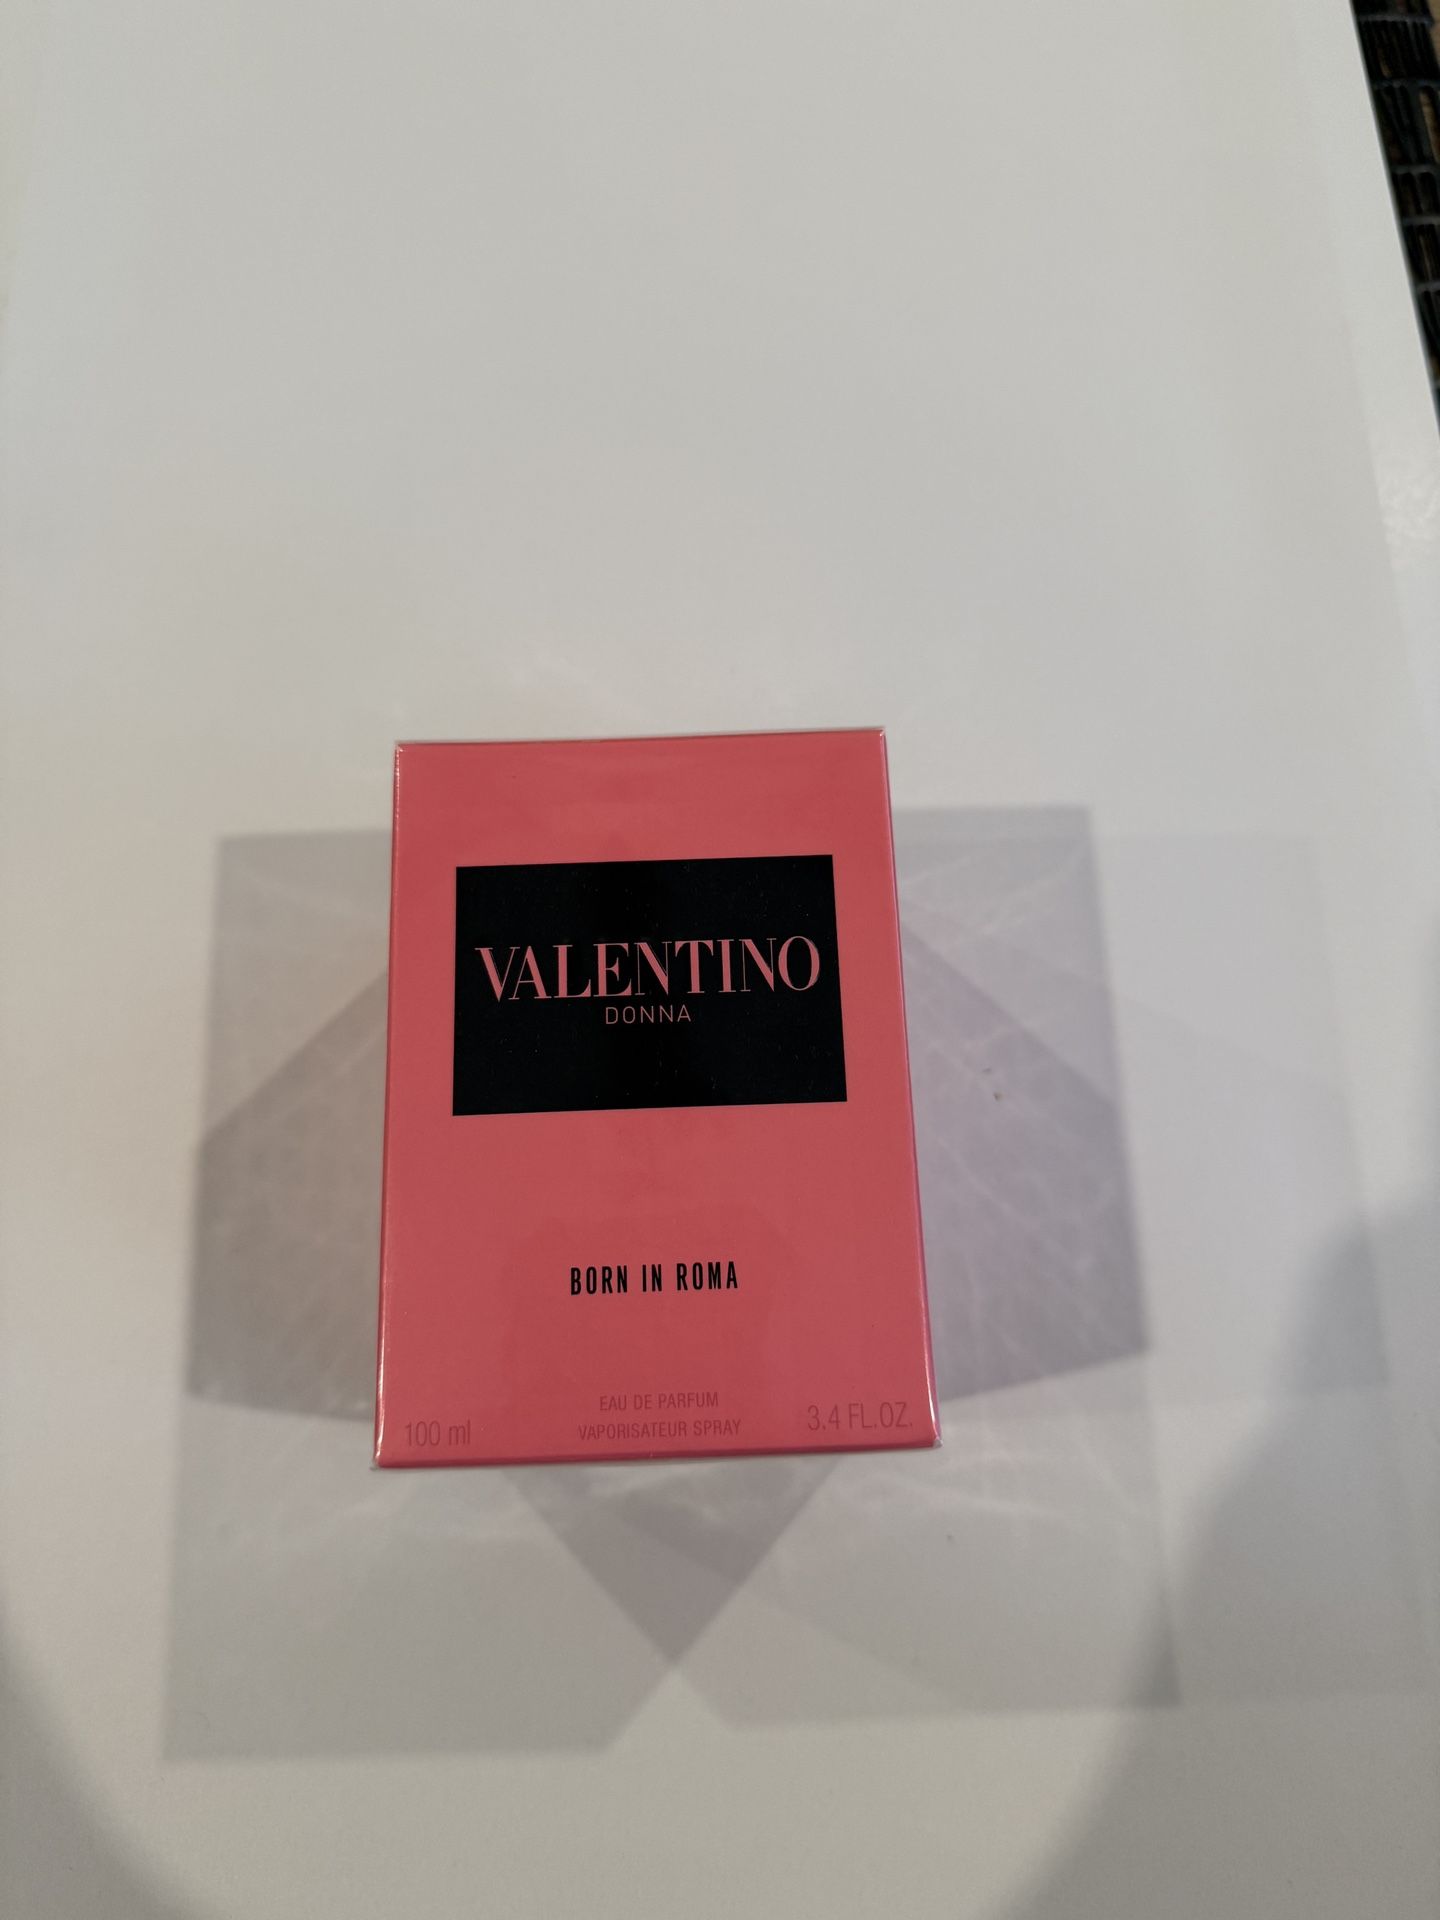 VALENTINO
DONNA
BORN IN ROMA
EAU DE PARFUM
100 ml VAPORISATEUR SPRAY 3.4 FL.OZ.